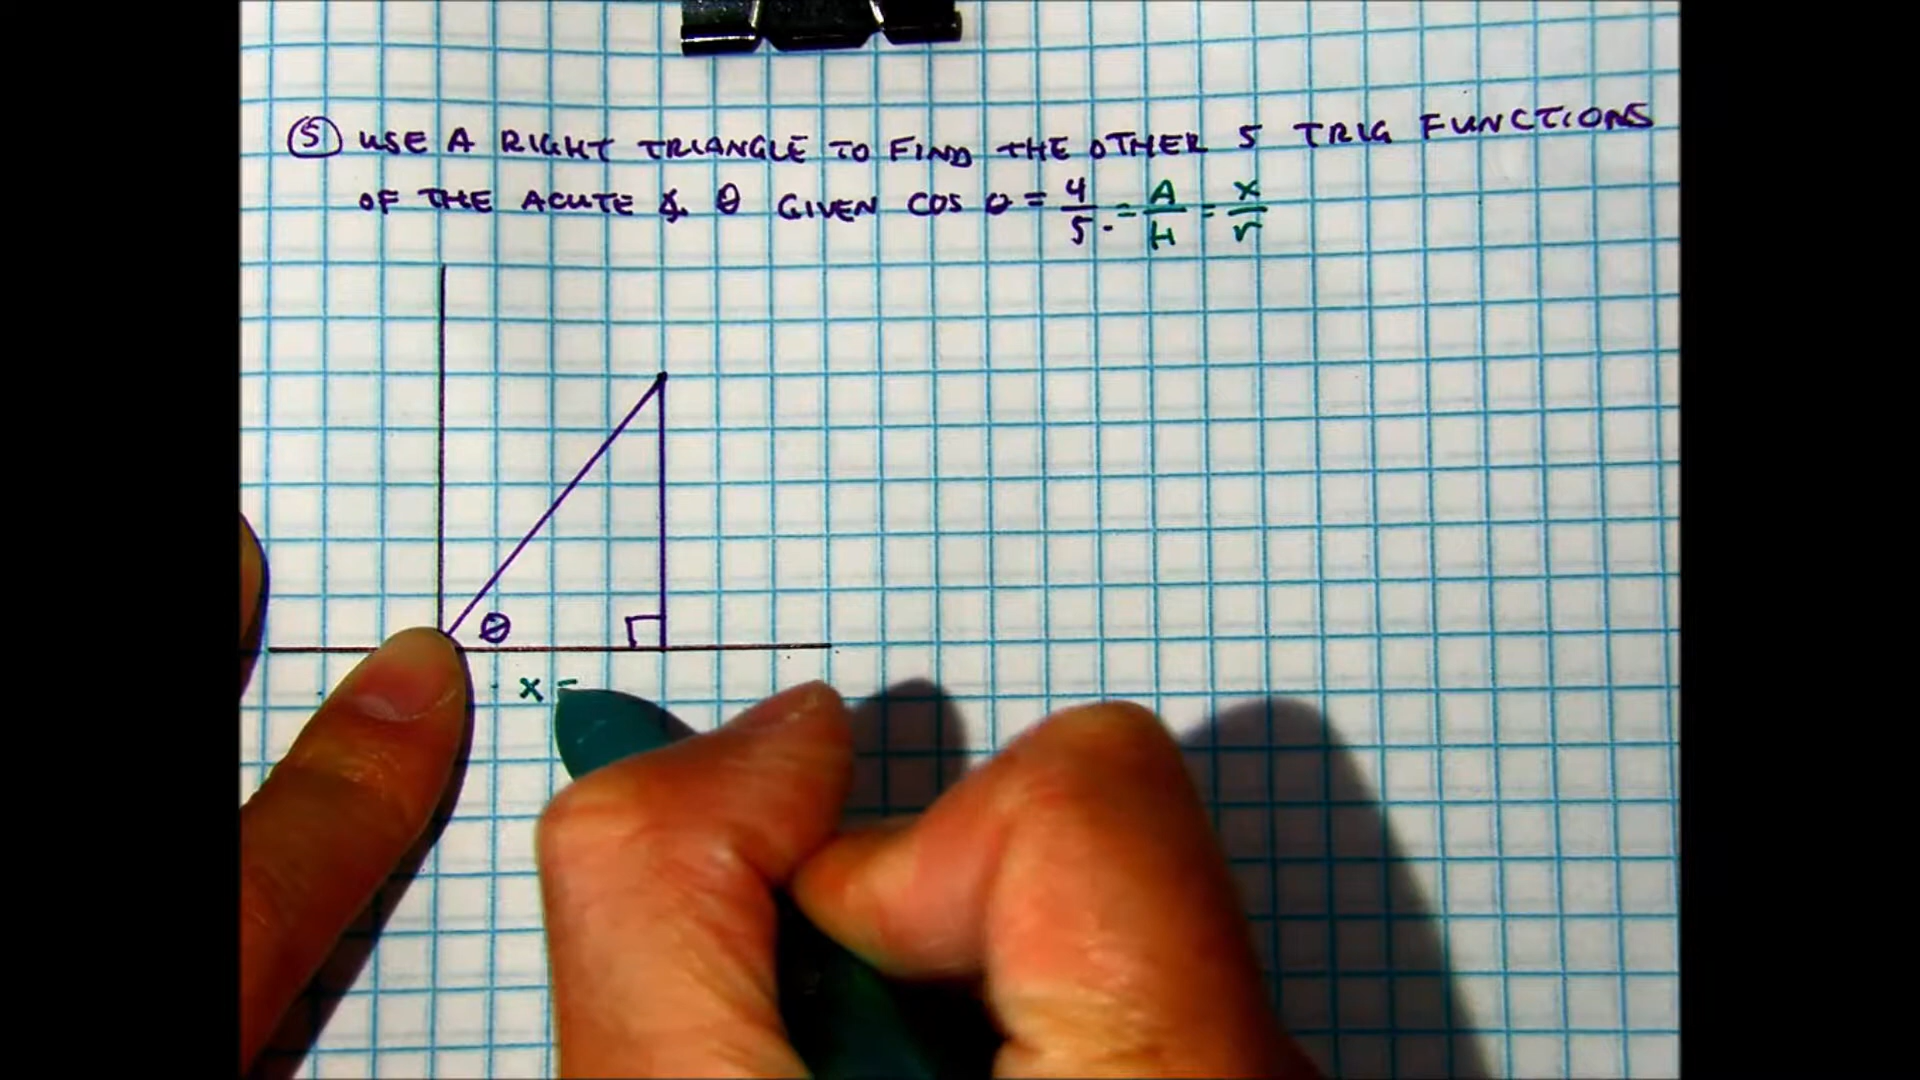 ⑤ USE A RIGHT TRIANGLE TO FIND THE OTHER 5 TRIG FUNCTIONS
OF THE ACUTE ∡ θ GIVEN COS θ = 4/5. = A/H = x/r
θ
x =